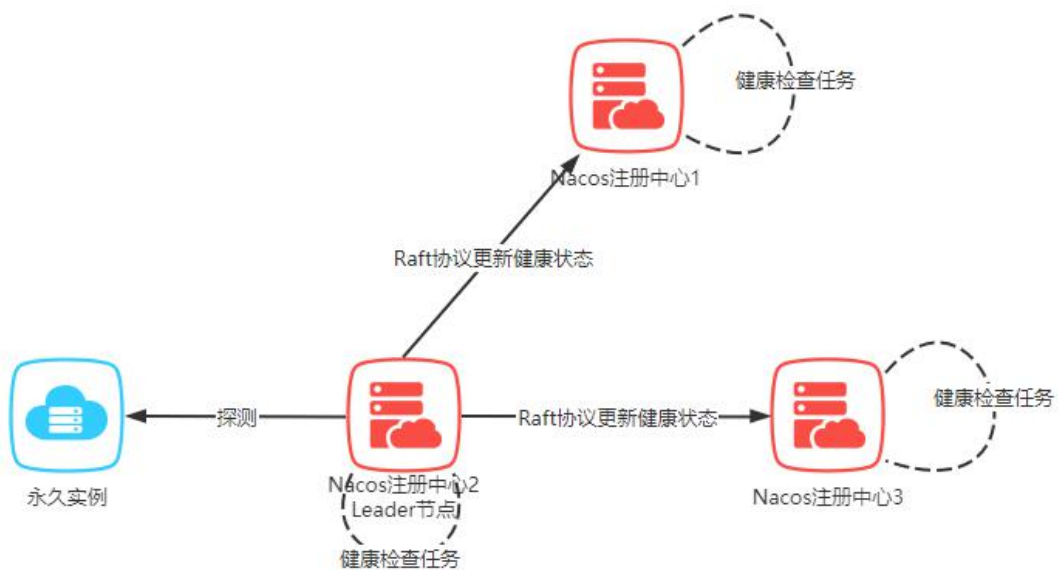 健康检查任务
Nacos注册中心1
Raft协议更新健康状态
健康检查任务
探测
Raft协议更新健康状态
永久实例
Nacos注册中心2
Leader节点
Nacos注册中心3
健康检查任务